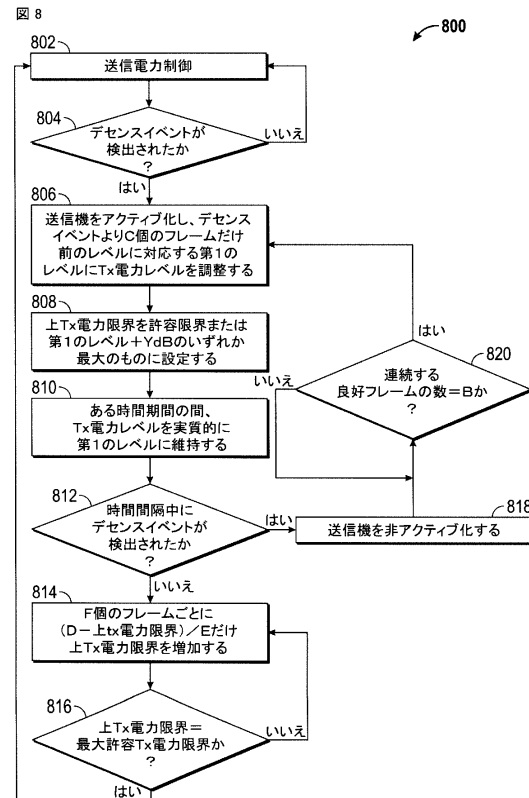 図 8
800
802
送信電力制御
804
デセンスイベントが
検出されたか
?
いいえ
はい
806
送信機をアクティブ化し、デセンス
イベントよりC個のフレームだけ
前のレベルに対応する第1の
レベルにTx電力レベルを調整する
808
上Tx電力限界を許容限界または
第1のレベル+YdBのいずれか
最大のものに設定する
810
ある時間期間の間、
Tx電力レベルを実質的に
第1のレベルに維持する
812
時間間隔中に
デセンスイベントが
検出されたか
?
はい
いいえ
818
送信機を非アクティブ化する
820
連続する
良好フレームの数=Bか
?
はい
いいえ
814
F個のフレームごとに
(D-上tx電力限界)/Eだけ
上Tx電力限界を増加する
816
上Tx電力限界=
最大許容Tx電力限界か
?
いいえ
はい